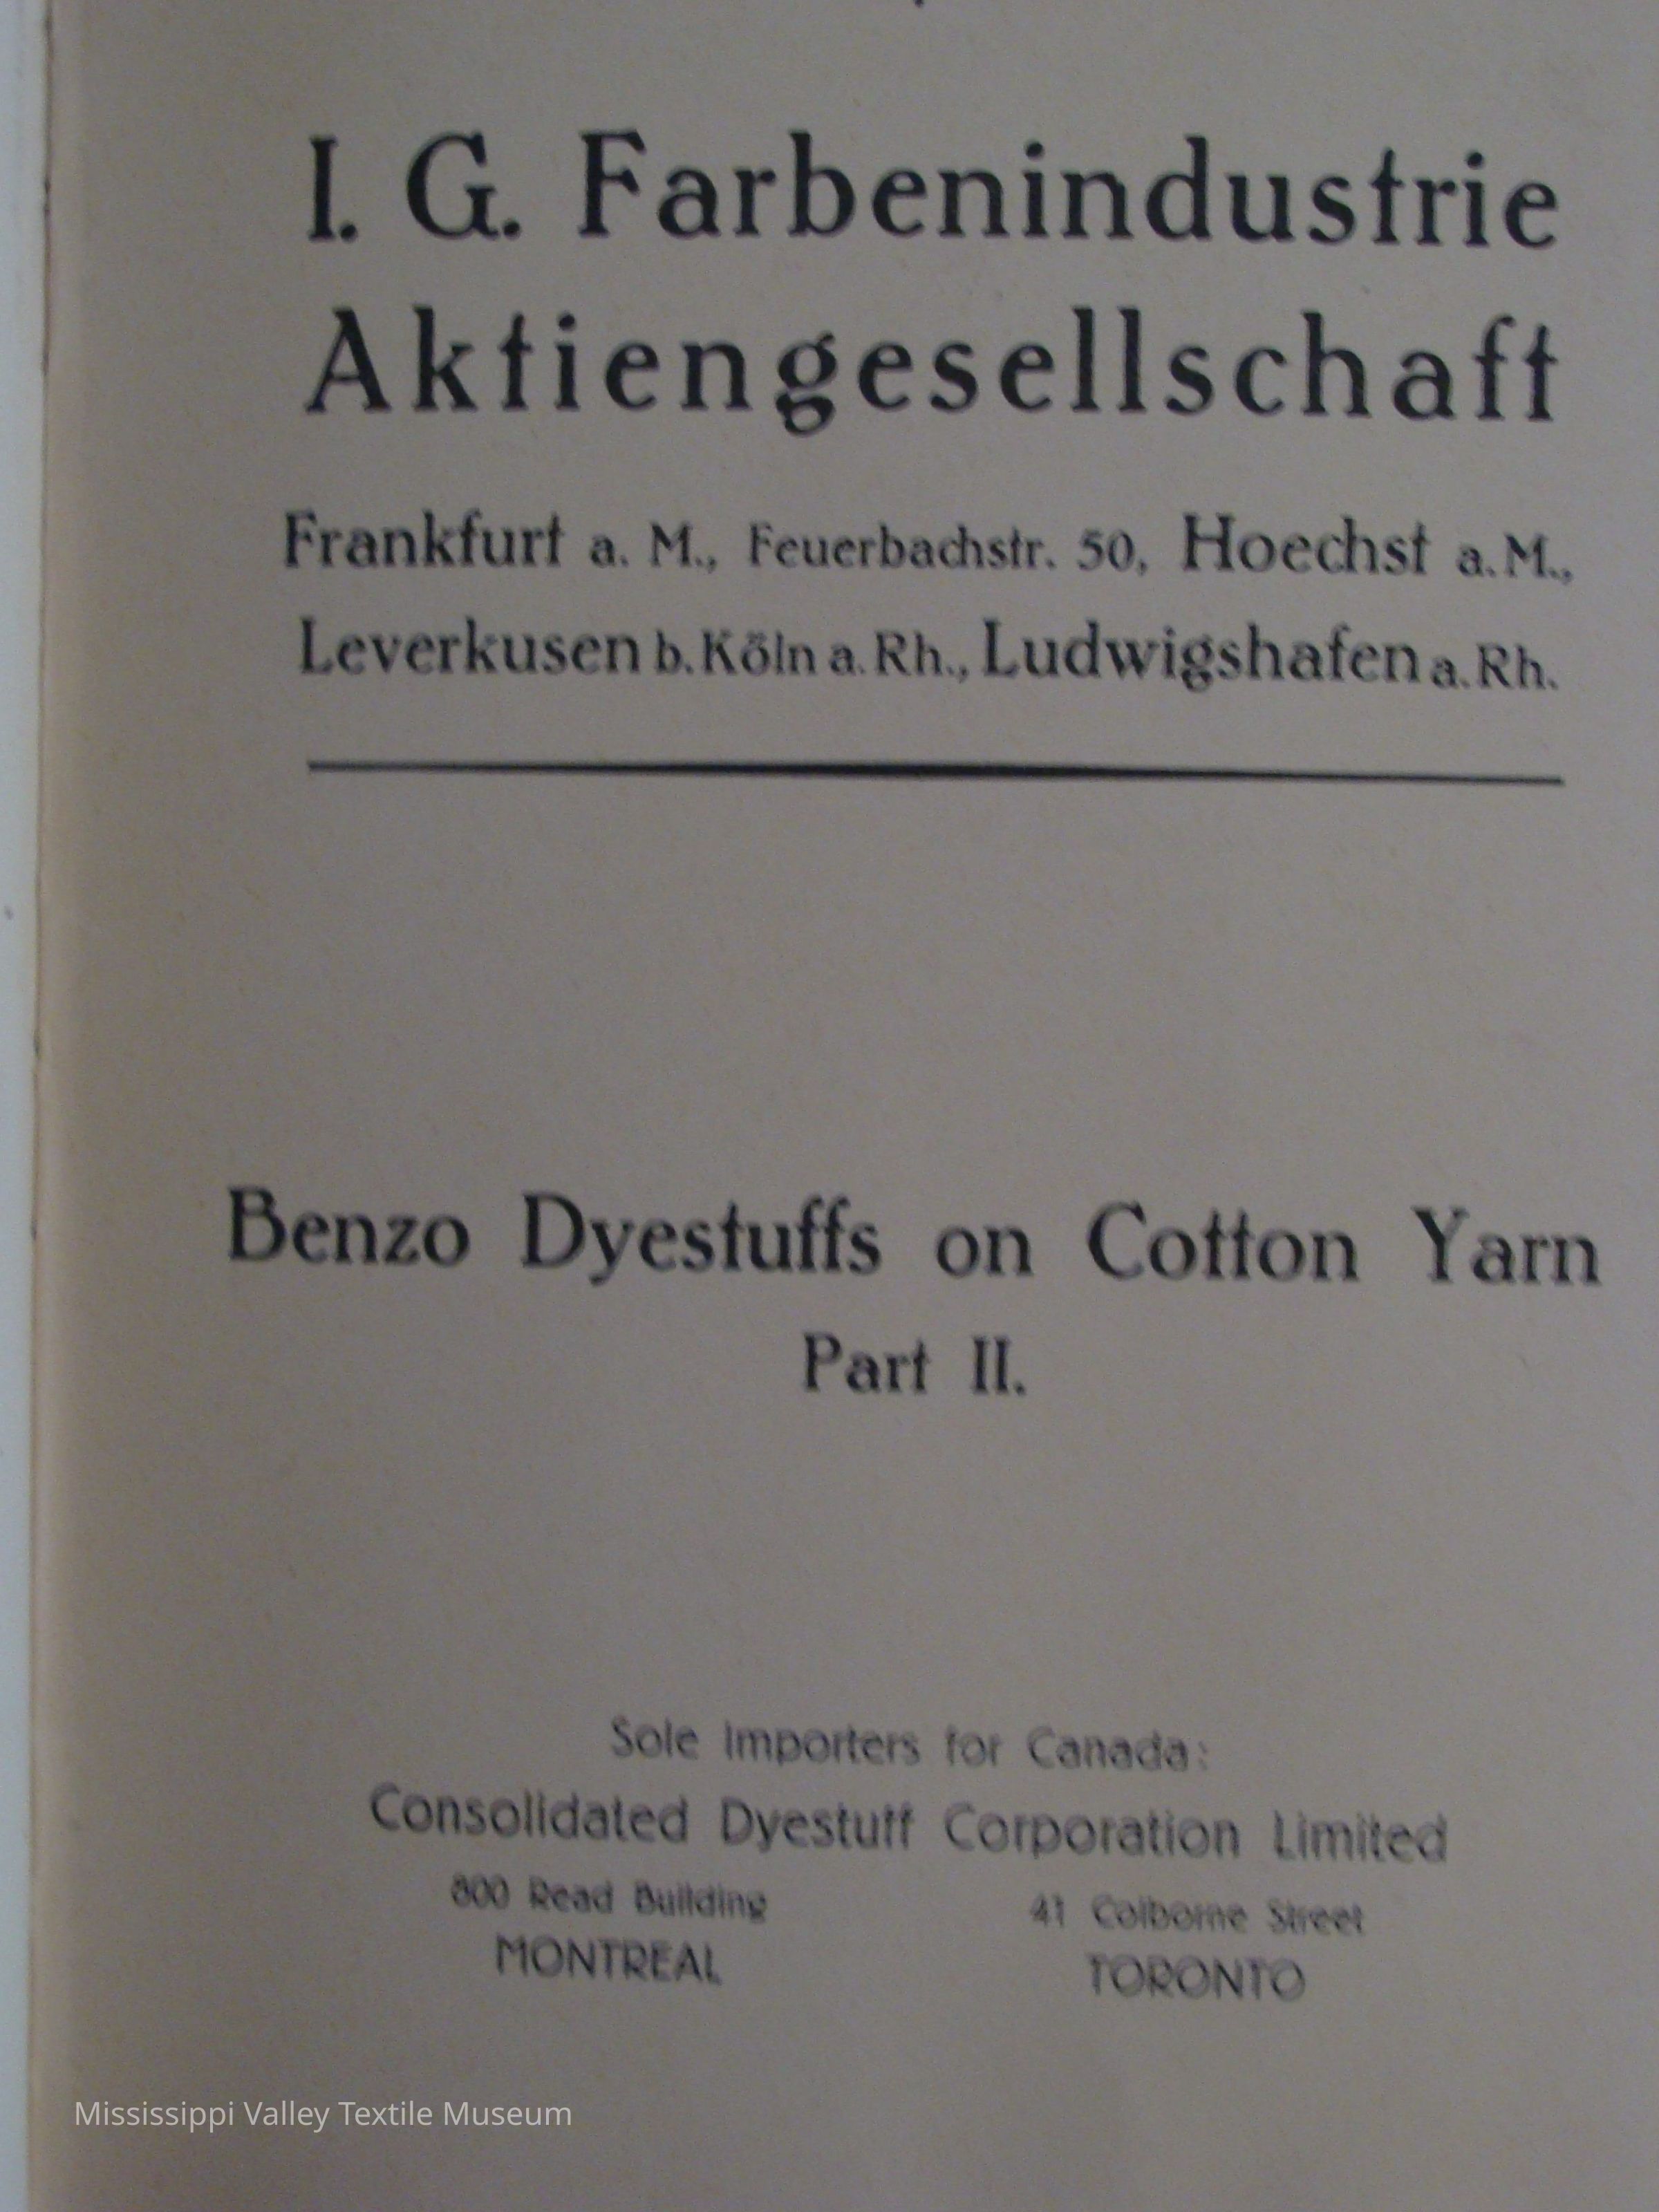 I. G. Farbenindustrie
Aktiengesellschaft
Frankfurt a. M., Feuerbachstr. 50, Hoechst a. M.,
Leverkusen b. Köln a. Rh., Ludwigshafen a. Rh.
Benzo Dyestuffs on Cotton Yarn
Part II.
Sole Importers for Canada:
Consolidated Dyestuff Corporation Limited
800 Read Building 41 Colborne Street
MONTREAL TORONTO
Mississippi Valley Textile Museum